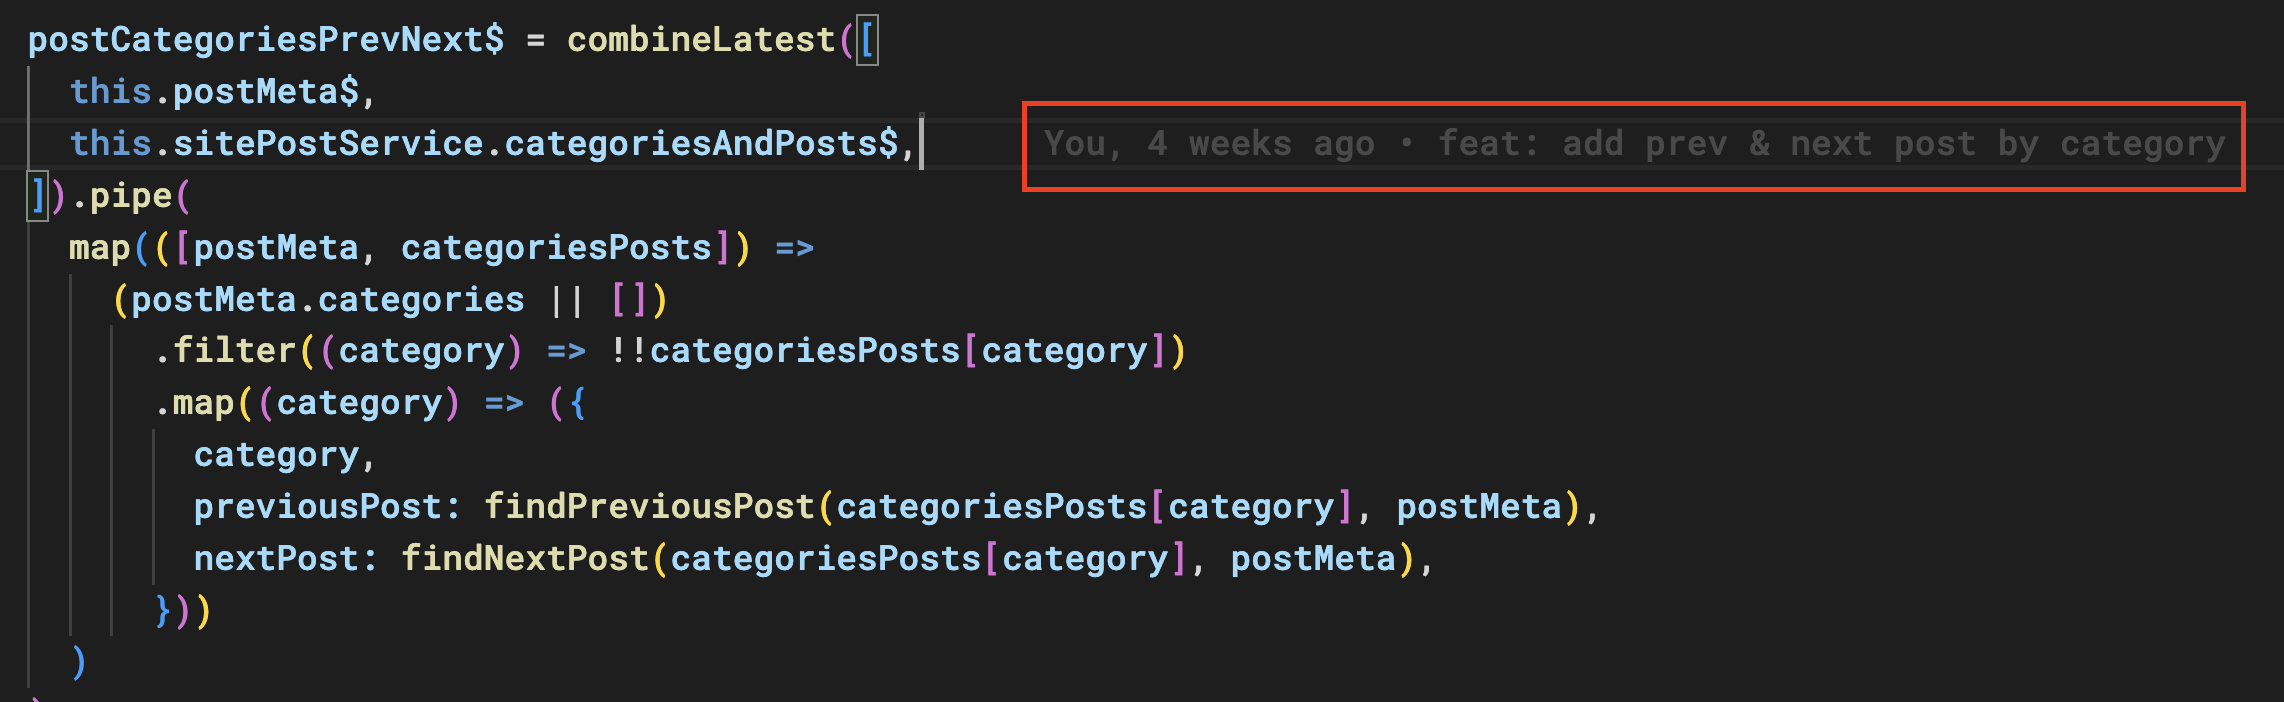 postCategoriesPrevNext$ = combineLatest([
this.postMeta$,
this.sitePostService.categoriesAndPosts$, You, 4 weeks ago • feat: add prev & next post by category
]).pipe(
map(([postMeta, categoriesPosts]) =>
(postMeta.categories || [])
.filter((category) => !!categoriesPosts[category])
.map((category) => ({
category,
previousPost: findPreviousPost(categoriesPosts[category], postMeta),
nextPost: findNextPost(categoriesPosts[category], postMeta),
}))
)